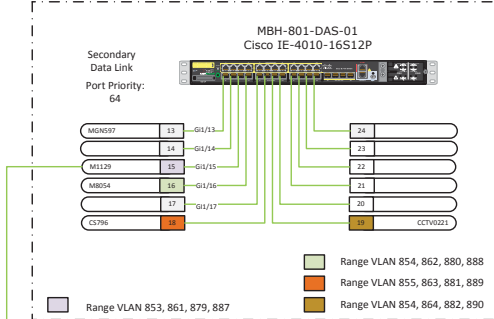 MBH-801-DAS-01
Cisco IE-4010-16S12P
Secondary
Data Link
Port Priority:
64
MGN597 13 Gi1/13
14 Gi1/14
M1129 15 Gi1/15
M8054 16 Gi1/16
17 Gi1/17
CS796 18
24
23
22
21
20
19 CCTV0221
Range VLAN 854, 862, 880, 888
Range VLAN 855, 863, 881, 889
Range VLAN 853, 861, 879, 887
Range VLAN 854, 864, 882, 890